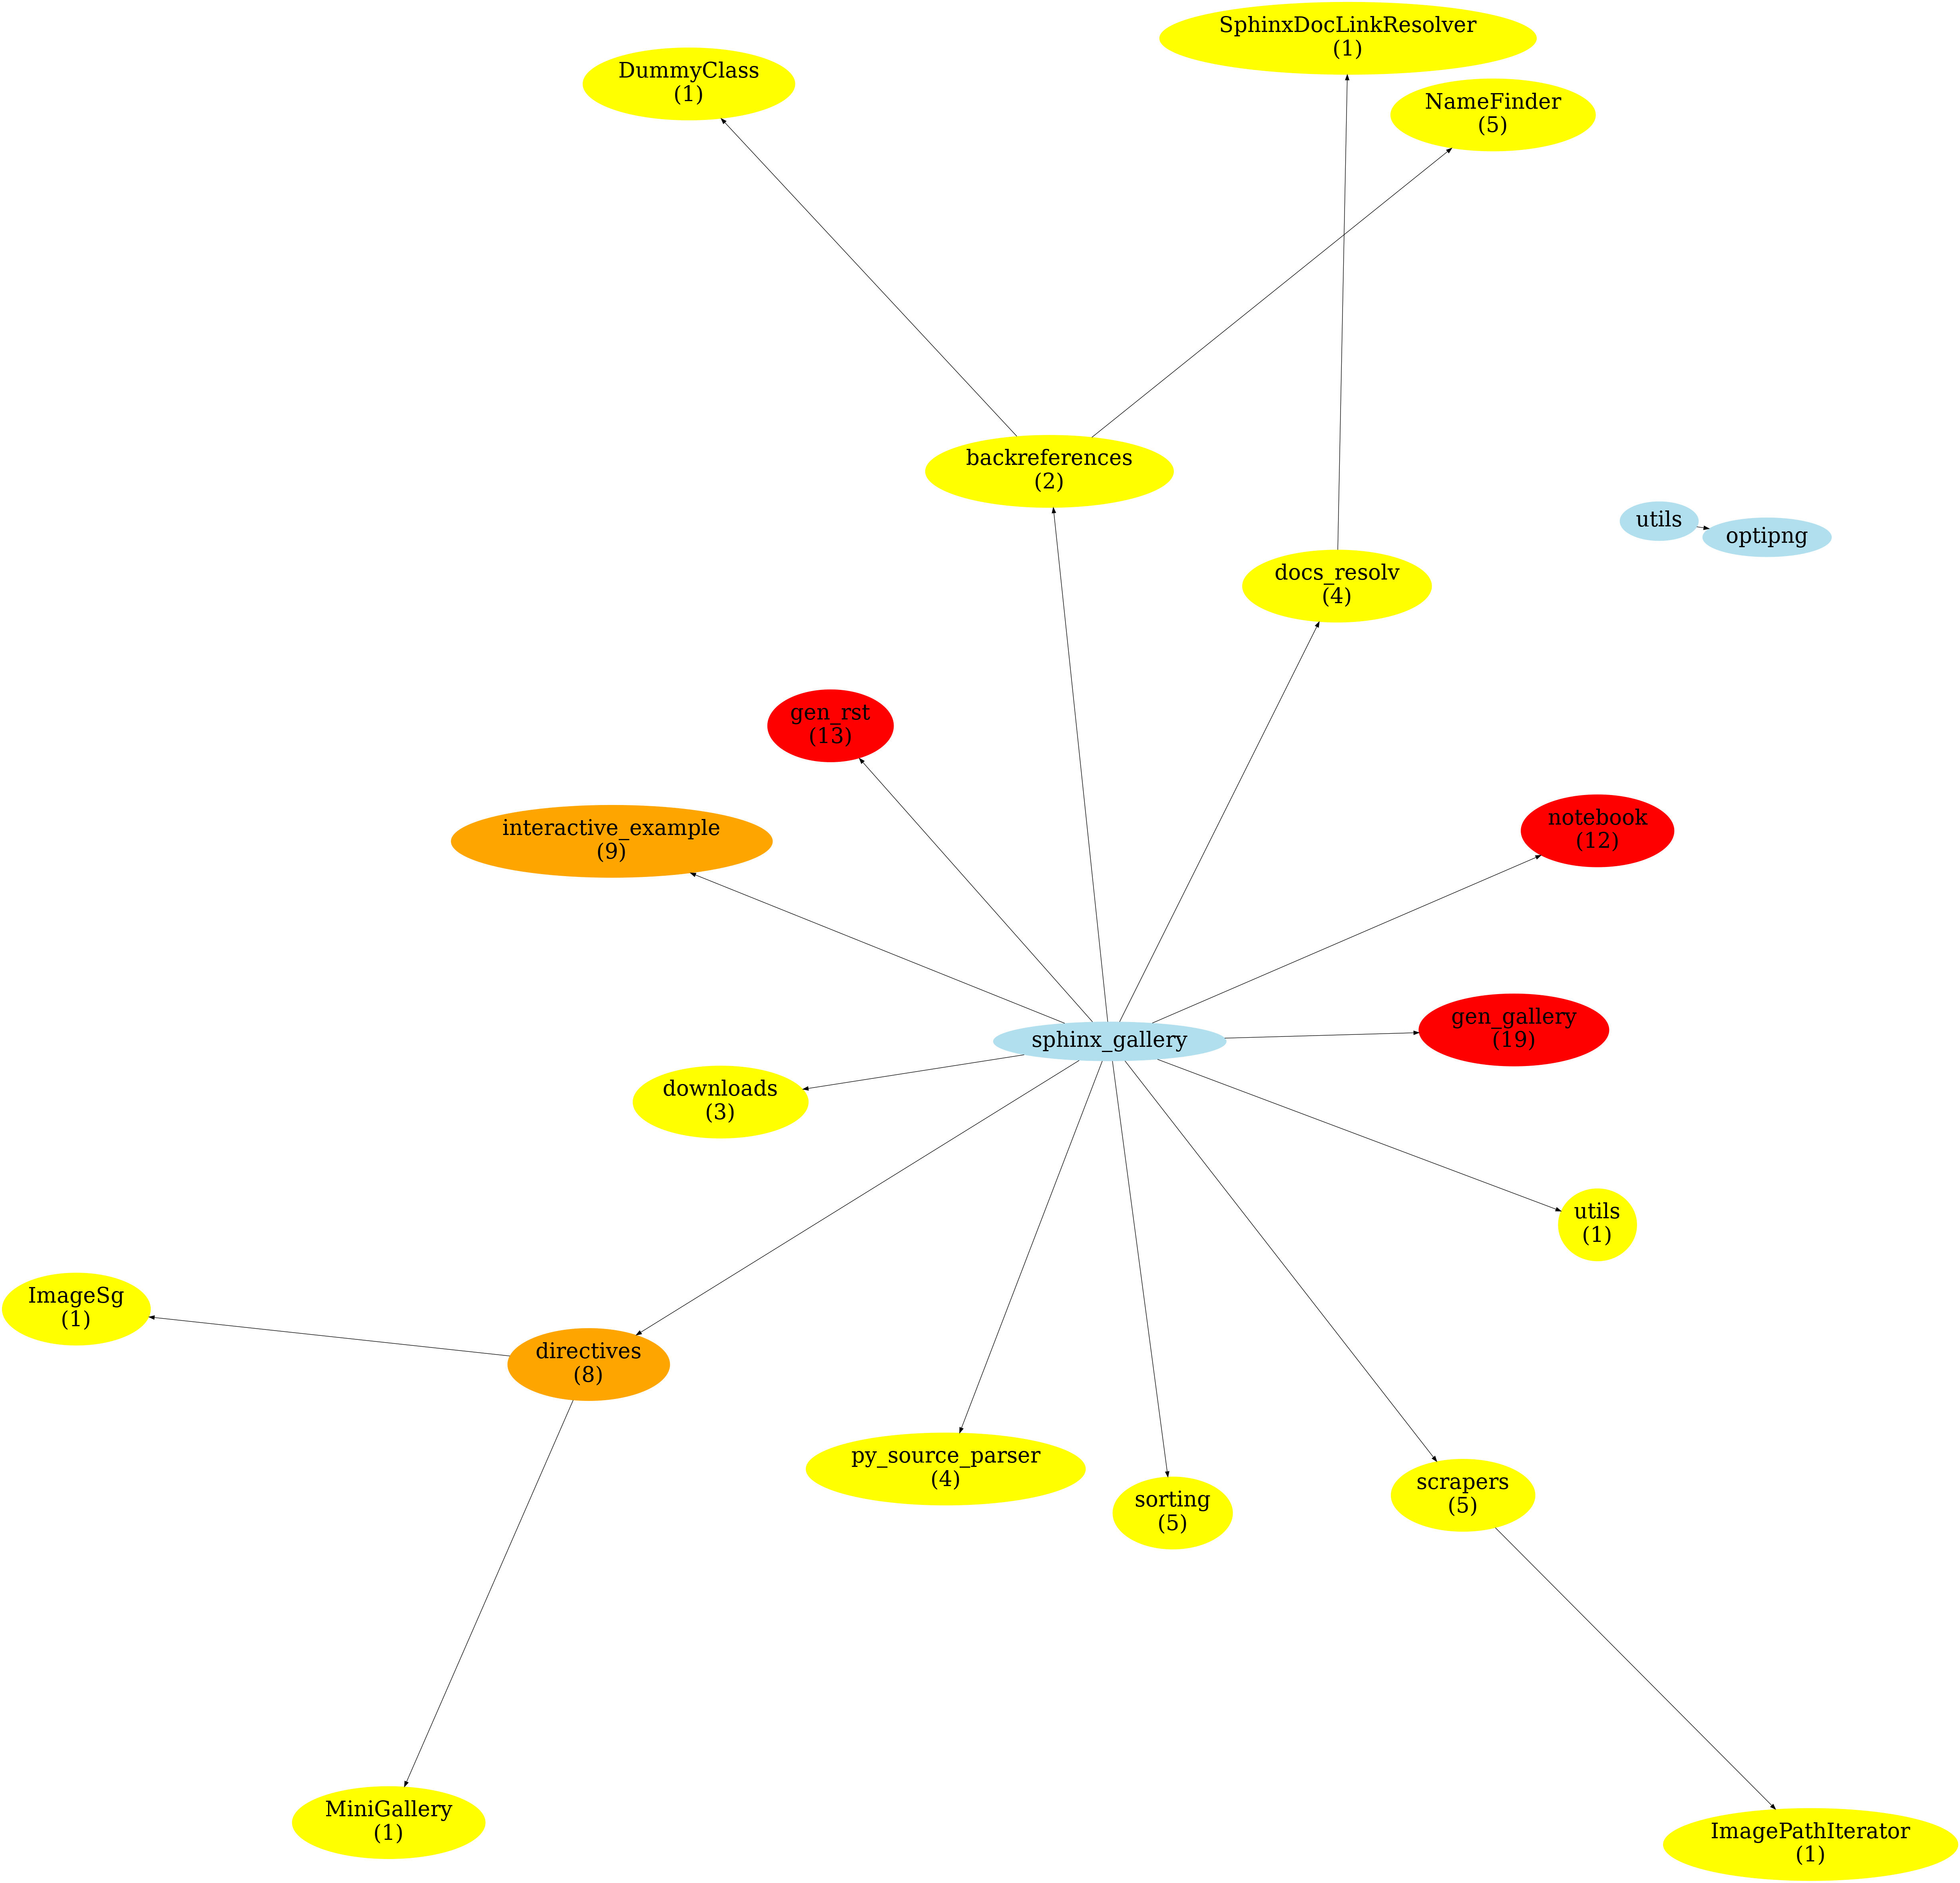 SphinxDocLinkResolver
(1)
DummyClass
(1)
NameFinder
(5)
backreferences
(2)
utils
optipng
docs_resolv
(4)
gen_rst
(13)
notebook
(12)
interactive_example
(9)
gen_gallery
(19)
sphinx_gallery
downloads
(3)
utils
(1)
ImageSg
(1)
directives
(8)
py_source_parser
(4)
scrapers
(5)
sorting
(5)
MiniGallery
(1)
ImagePathIterator
(1)